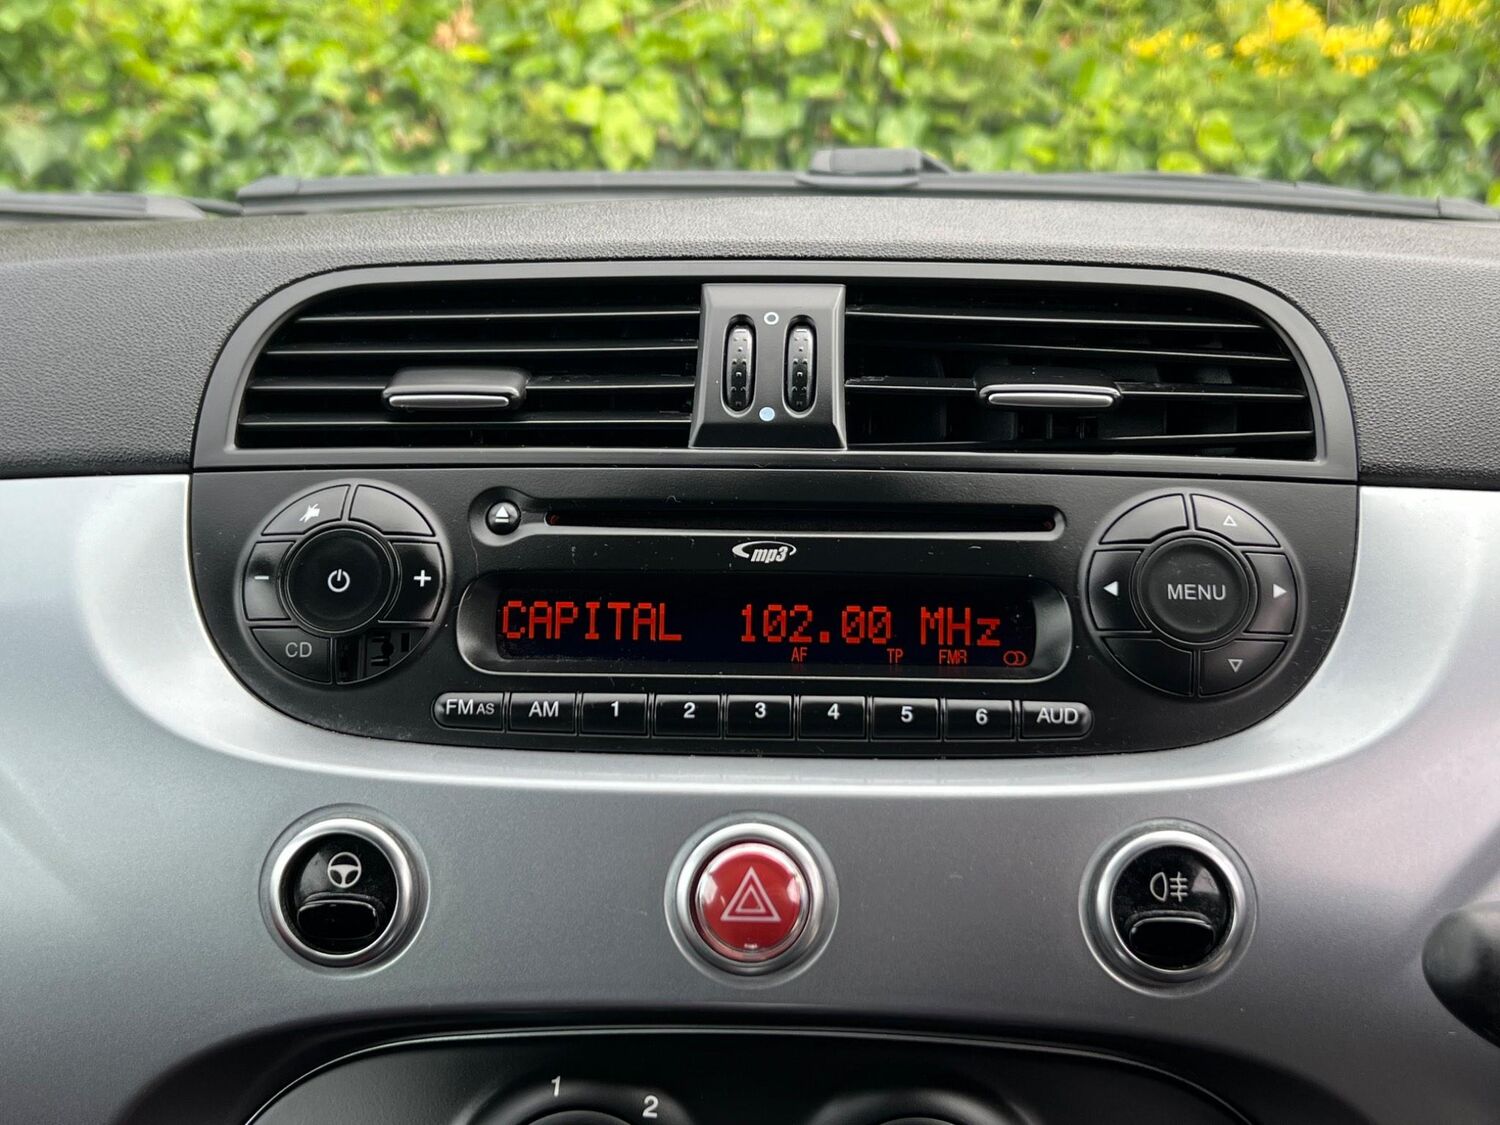 mp3
- +
CAPITAL 102.00 MHz
AF TP FMA
MENU
CD
FM AS AM 1 2 3 4 5 6 AUD
1
2